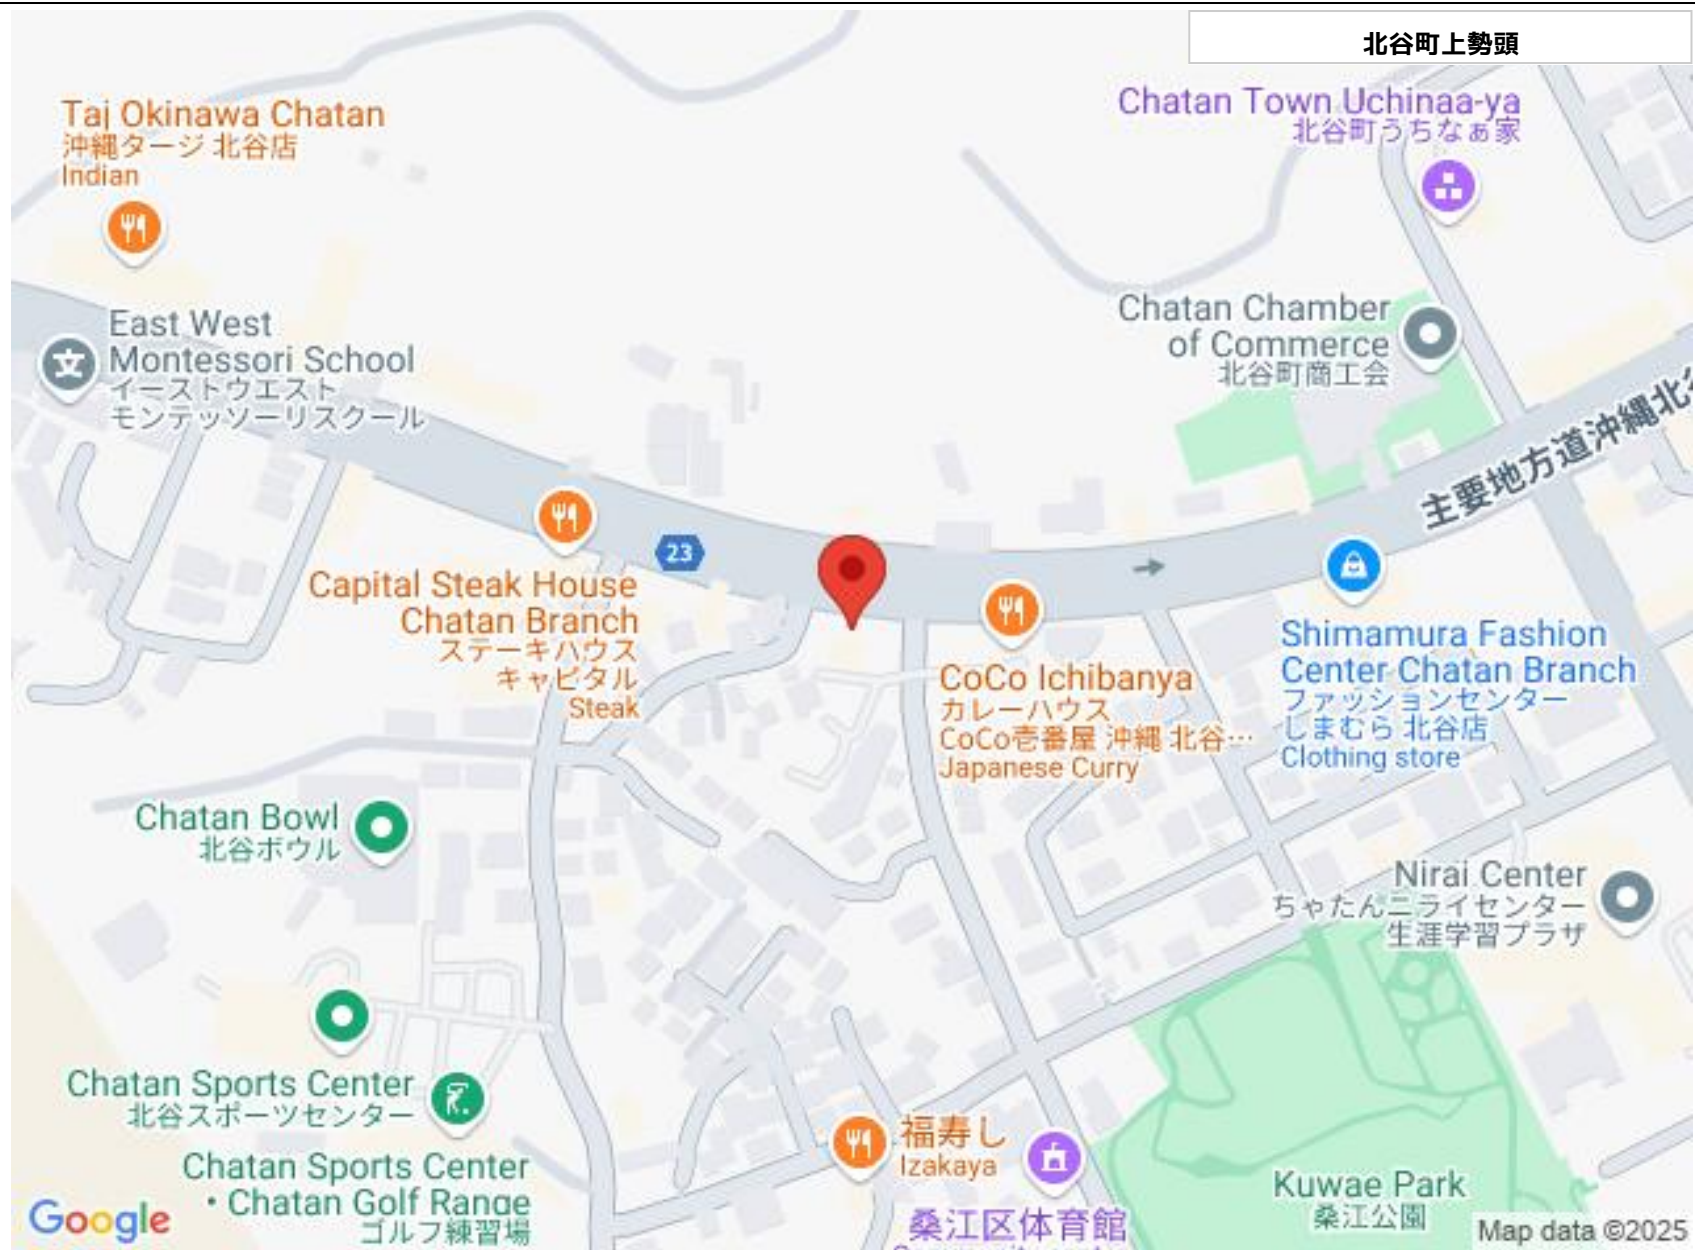 北谷町上勢頭
Taj Okinawa Chatan
沖縄タージ 北谷店
Indian
Chatan Town Uchinaa-ya
北谷町うちなぁ家
East West
Montessori School
イーストウエスト
モンテッソーリスクール
Chatan Chamber
of Commerce
北谷町商工会
主要地方道沖縄北
23
Capital Steak House
Chatan Branch
ステーキハウス
キャピタル
Steak
CoCo Ichibanya
カレーハウス
CoCo壱番屋 沖縄 北谷…
Japanese Curry
Shimamura Fashion
Center Chatan Branch
ファッションセンター
しまむら 北谷店
Clothing store
Chatan Bowl
北谷ボウル
Nirai Center
ちゃたんニライセンター
生涯学習プラザ
Chatan Sports Center
北谷スポーツセンター
Chatan Sports Center
・Chatan Golf Range
ゴルフ練習場
福寿し
Izakaya
桑江区体育館
Kuwae Park
桑江公園
Google
Map data ©2025